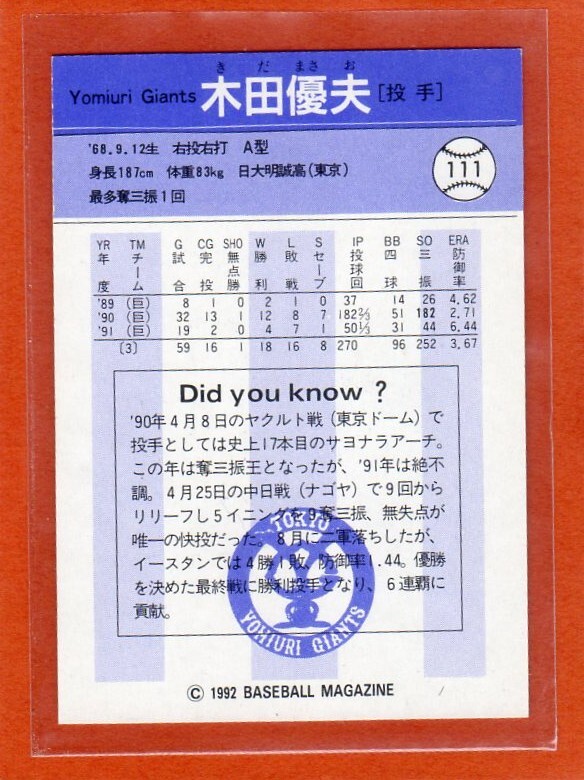 きだ まさお
Yomiuri Giants 木田優夫 [投手]
'68.9.12生 右投右打 A型
身長187cm 体重83kg 日大明誠高(東京)
最多奪三振1回
111
YR TM G CG SHO W L S IP BB SO ERA
年度 チーム 試合 完投 無点勝 勝利 敗戦 セーブ 投球回 四球 三振 防御率
'89 (巨) 8 1 0 2 1 0 37 14 26 4.62
'90 (巨) 32 13 1 12 8 7 182⅔ 51 182 2.71
'91 (巨) 19 2 0 4 7 1 50⅓ 31 44 6.44
[3] 59 16 1 18 16 8 270 96 252 3.67
Did you know ?
'90年4月8日のヤクルト戦(東京ドーム)で
投手としては史上17本目のサヨナラアーチ。
この年は奪三振王となったが、'91年は絶不
調。4月25日の中日戦(ナゴヤ)で9回から
リリーフし5イニングを9奪三振、無失点が
唯一の快投だった。8月に二軍落ちしたが、
イースタンでは4勝1敗、防御率1.44。優勝
を決めた最終戦に勝利投手となり、6連覇に
貢献。
TOKYO
YOMIURI GIANTS
© 1992 BASEBALL MAGAZINE